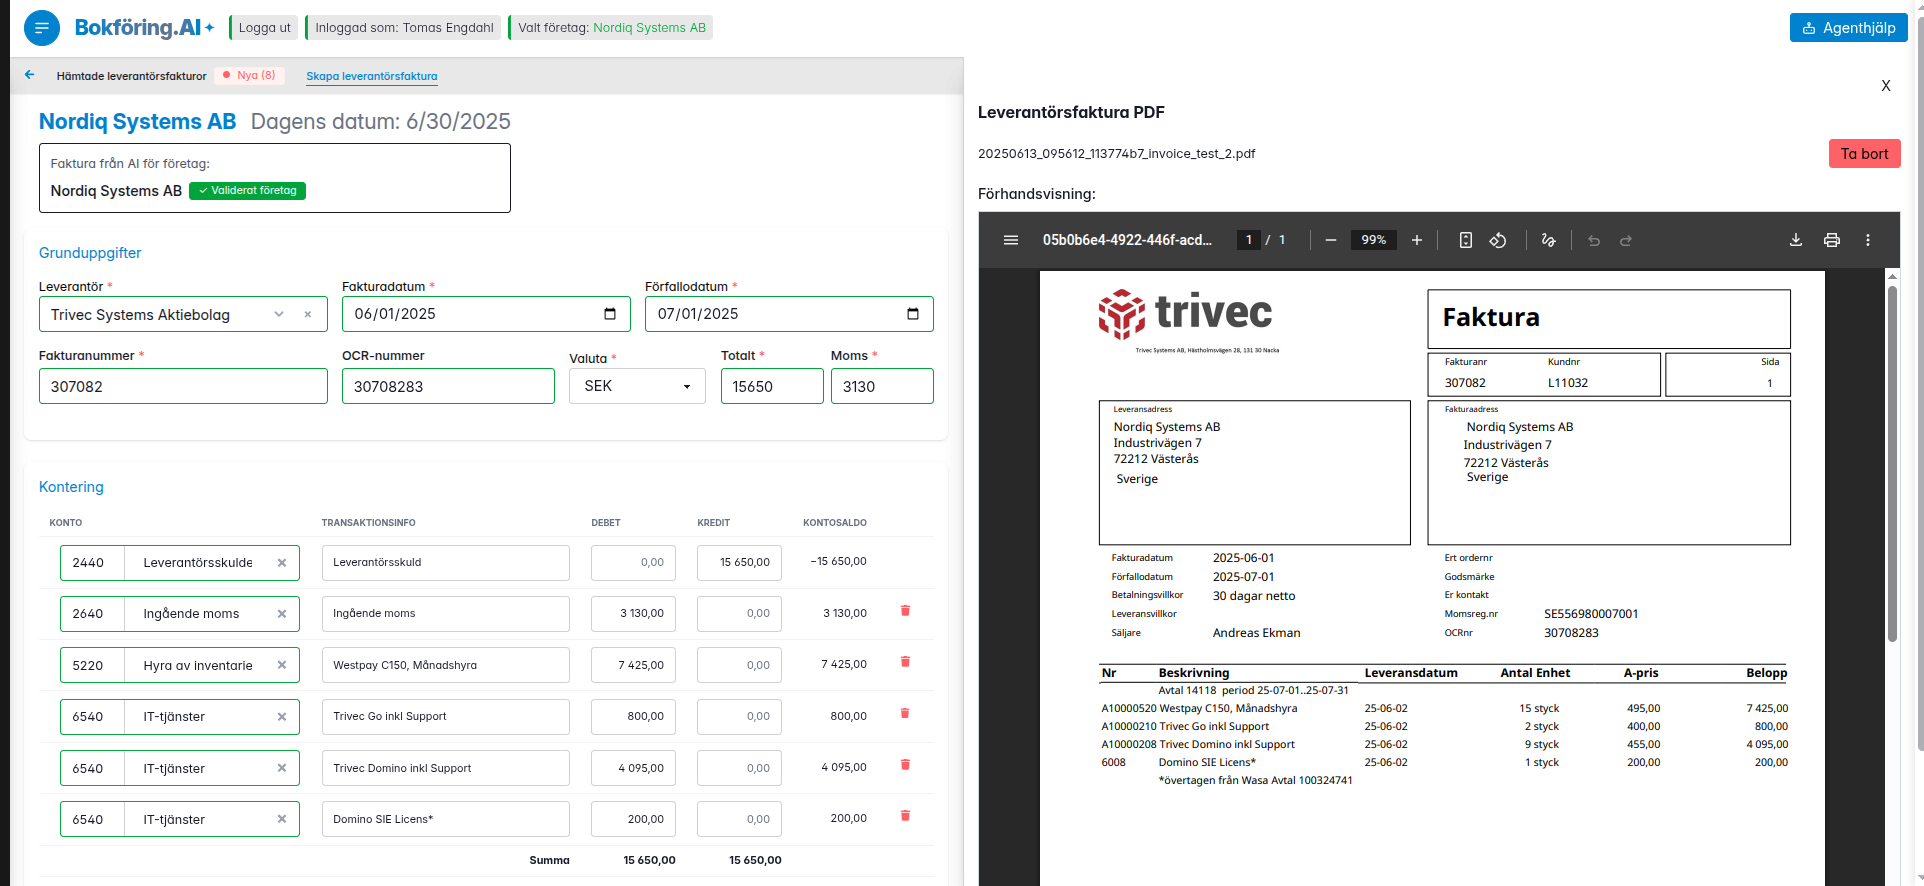 Bokföring.AI
Logga ut
Inloggad som: Tomas Engdahl
Valt företag: Nordiq Systems AB
Agenthjälp
Hämtade leverantörsfakturor
Nya (8)
Skapa leverantörsfaktura
Nordiq Systems AB Dagens datum: 6/30/2025
Faktura från AI för företag:
Nordiq Systems AB ✓ Validerat företag
Grunduppgifter
Leverantör * Fakturadatum * Förfallodatum *
Trivec Systems Aktiebolag × 06/01/2025 07/01/2025
Fakturanummer * OCR-nummer Valuta * Totalt * Moms *
307082 30708283 SEK 15650 3130
Kontering
KONTO TRANSAKTIONSINFO DEBET KREDIT KONTOSALDO
2440 Leverantörsskulde × Leverantörsskuld 0,00 15 650,00 −15 650,00
2640 Ingående moms × Ingående moms 3 130,00 0,00 3 130,00
5220 Hyra av inventarie × Westpay C150, Månadshyra 7 425,00 0,00 7 425,00
6540 IT-tjänster × Trivec Go inkl Support 800,00 0,00 800,00
6540 IT-tjänster × Trivec Domino inkl Support 4 095,00 0,00 4 095,00
6540 IT-tjänster × Domino SIE Licens* 200,00 0,00 200,00
Summa 15 650,00 15 650,00
X
Leverantörsfaktura PDF
20250613_095612_113774b7_invoice_test_2.pdf
Ta bort
Förhandsvisning:
05b0b6e4-4922-446f-acd... 1 / 1 − 99% +
trivec
Trivec Systems AB, Hästholmsvägen 28, 131 30 Nacka
Faktura
Fakturanr Kundnr Sida
307082 L11032 1
Leveransadress
Nordiq Systems AB
Industrivägen 7
72212 Västerås
Sverige
Fakturaadress
Nordiq Systems AB
Industrivägen 7
72212 Västerås
Sverige
Fakturadatum 2025-06-01 Ert ordernr
Förfallodatum 2025-07-01 Godsmärke
Betalningsvillkor 30 dagar netto Er kontakt
Leveransvillkor Momsreg.nr SE556980007001
Säljare Andreas Ekman OCRnr 30708283
Nr Beskrivning Leveransdatum Antal Enhet A-pris Belopp
Avtal 14118 period 25-07-01..25-07-31
A10000520 Westpay C150, Månadshyra 25-06-02 15 styck 495,00 7 425,00
A10000210 Trivec Go inkl Support 25-06-02 2 styck 400,00 800,00
A10000208 Trivec Domino inkl Support 25-06-02 9 styck 455,00 4 095,00
6008 Domino SIE Licens* 25-06-02 1 styck 200,00 200,00
*övertagen från Wasa Avtal 100324741